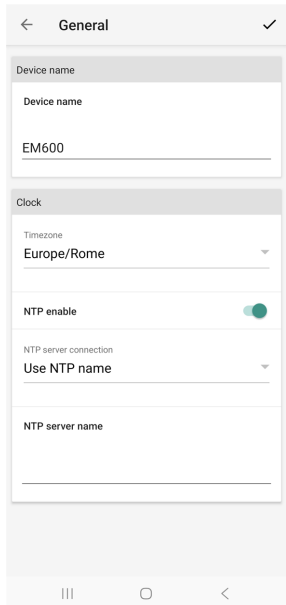 General
Device name
Device name
EM600
Clock
Timezone
Europe/Rome
NTP enable
NTP server connection
Use NTP name
NTP server name